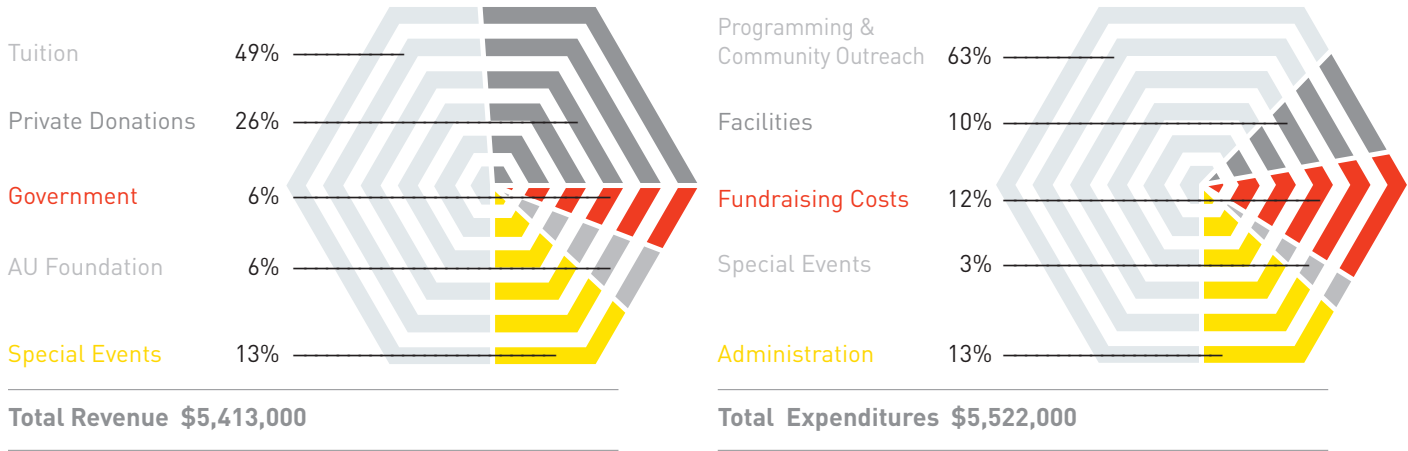 Tuition 49%
Private Donations 26%
Government 6%
AU Foundation 6%
Special Events 13%
Total Revenue $5,413,000
Programming &
Community Outreach 63%
Facilities 10%
Fundraising Costs 12%
Special Events 3%
Administration 13%
Total Expenditures $5,522,000